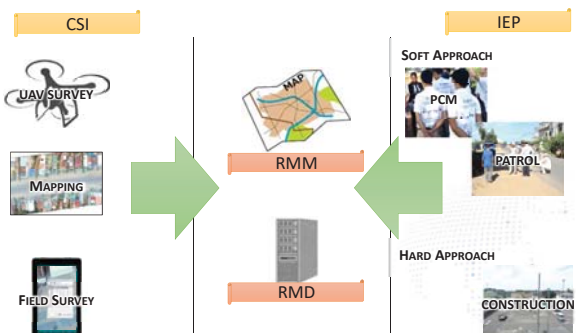 CSI
UAV SURVEY
MAPPING
FIELD SURVEY
MAP
RMM
RMD
IEP
SOFT APPROACH
PCM
PATROL
HARD APPROACH
CONSTRUCTION